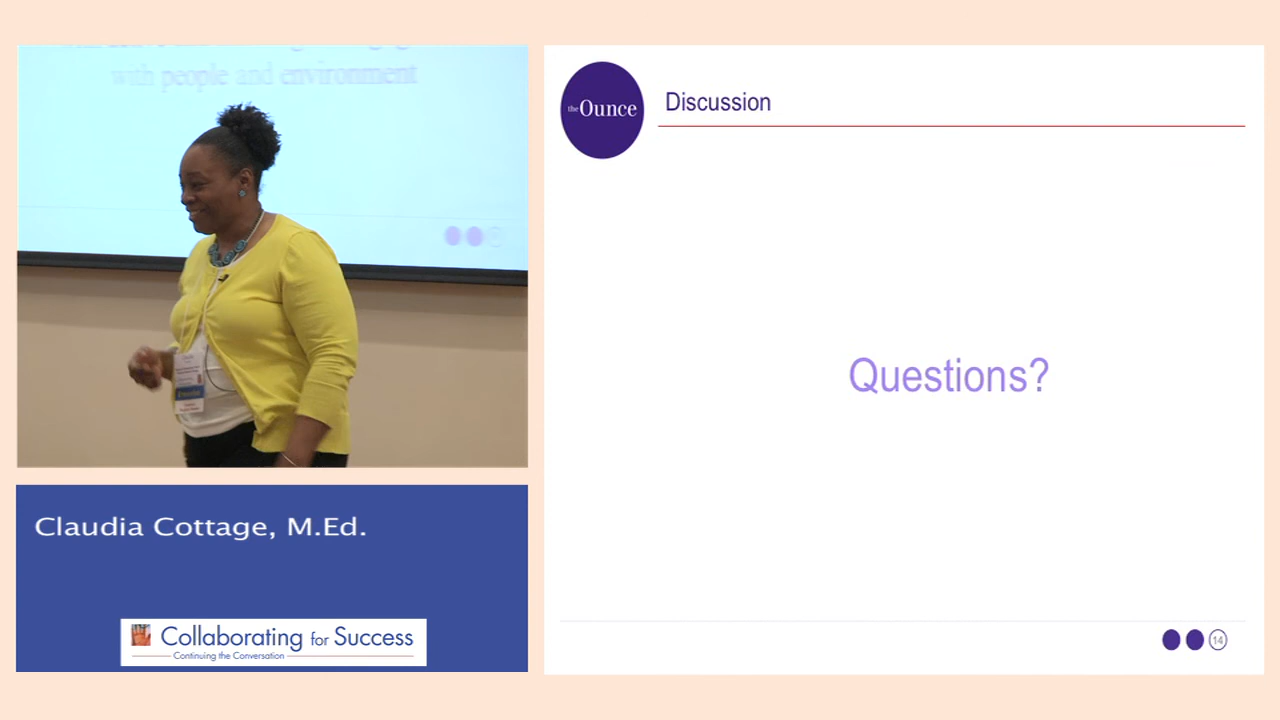 with people and environment
Claudia Cottage, M.Ed.
Collaborating for Success
Continuing the Conversation
the Ounce
Discussion
Questions?
14